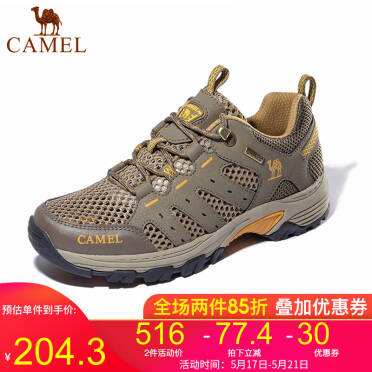 CAMEL
CAMEL
全场两件85折 叠加优惠券
预估单件到手价:
¥204.3
516 -77.4 -30
2件活动价 拍下立减 优惠券
活动时间：5月17日-5月21日